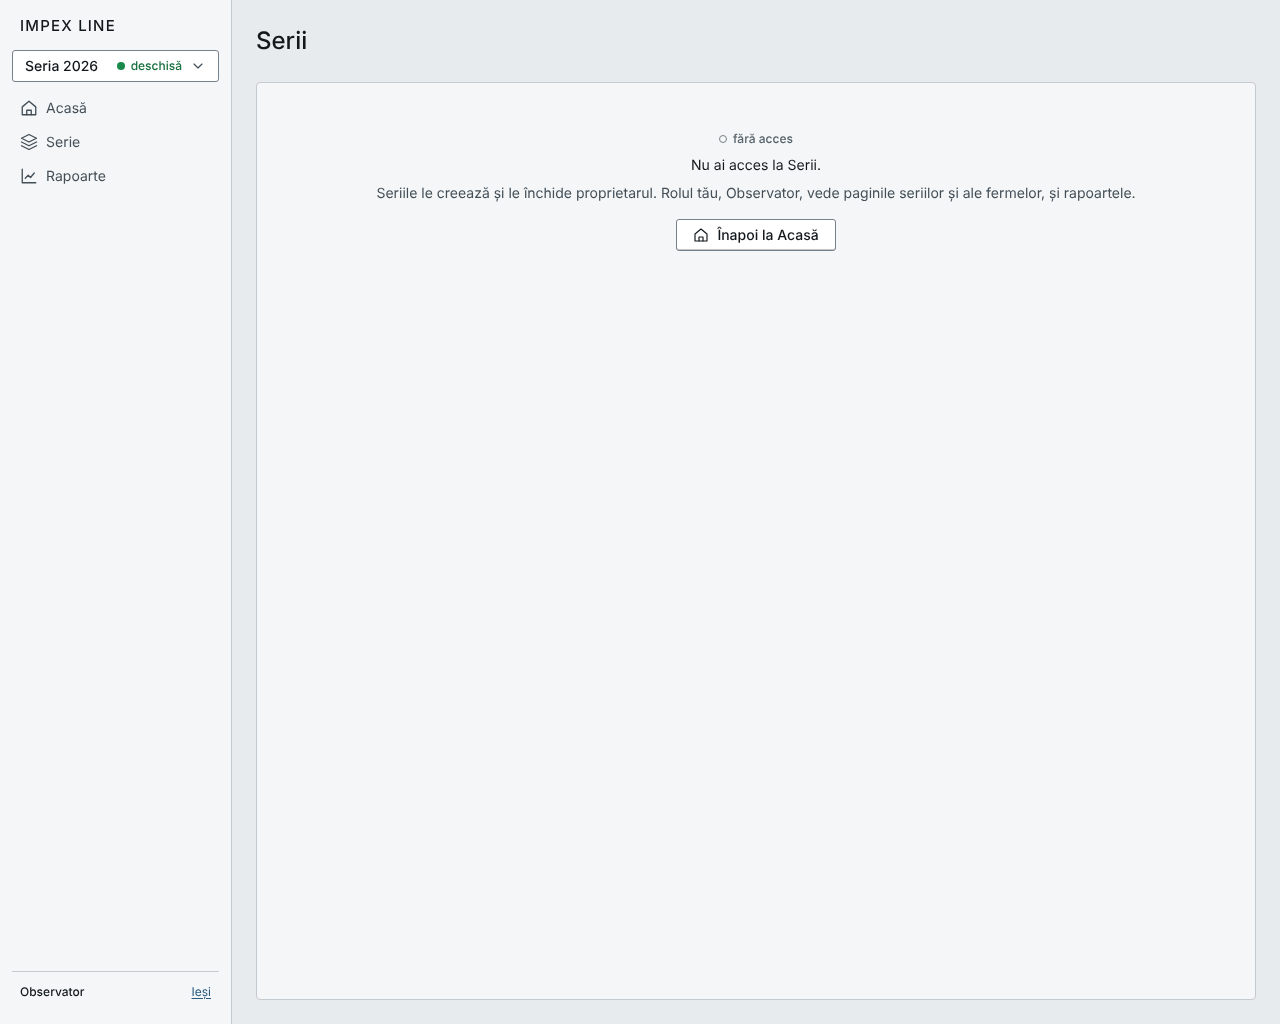 IMPEX LINE
Seria 2026 deschisă
Acasă
Serie
Rapoarte
Observator Ieși
Serii
fără acces
Nu ai acces la Serii.
Seriile le creează și le închide proprietarul. Rolul tău, Observator, vede paginile seriilor și ale fermelor, și rapoartele.
Înapoi la Acasă